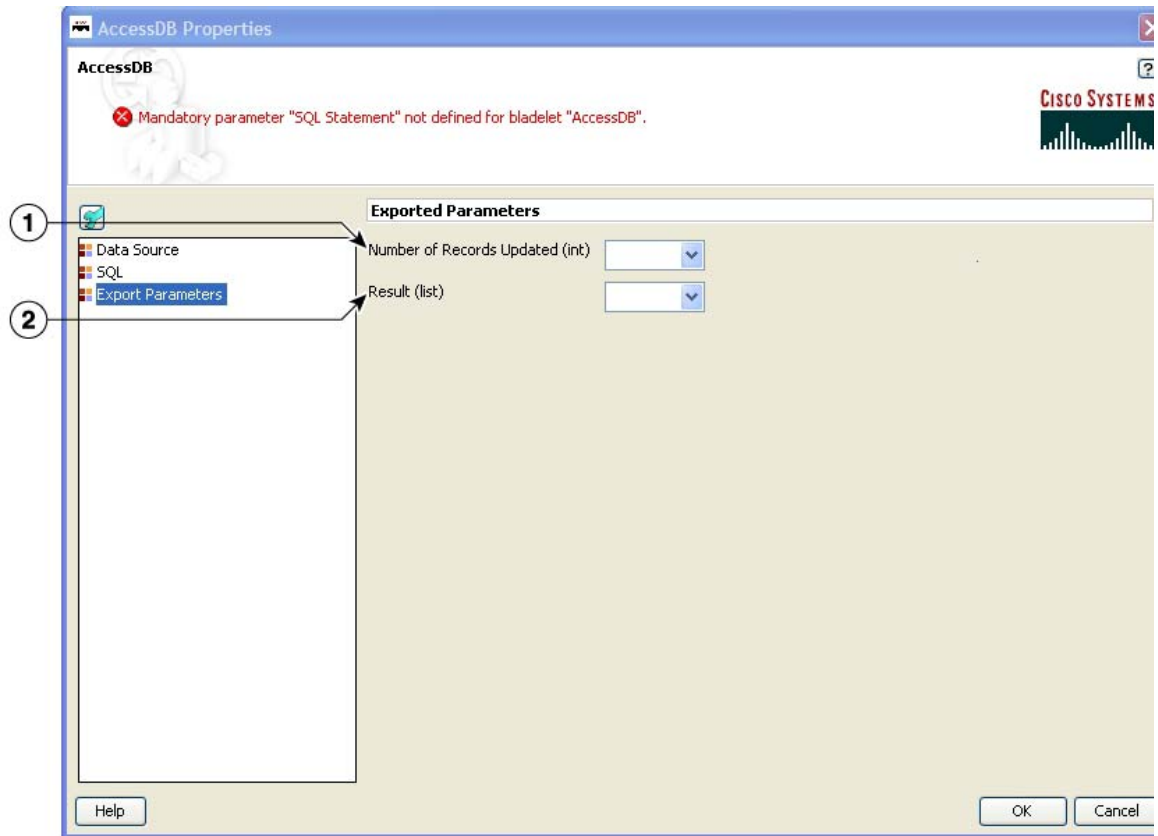 AccessDB Properties
AccessDB
?
Mandatory parameter "SQL Statement" not defined for bladelet "AccessDB".
CISCO SYSTEMS
Exported Parameters
1
Data Source
Number of Records Updated (int)
SQL
Export Parameters
Result (list)
2
Help
OK
Cancel